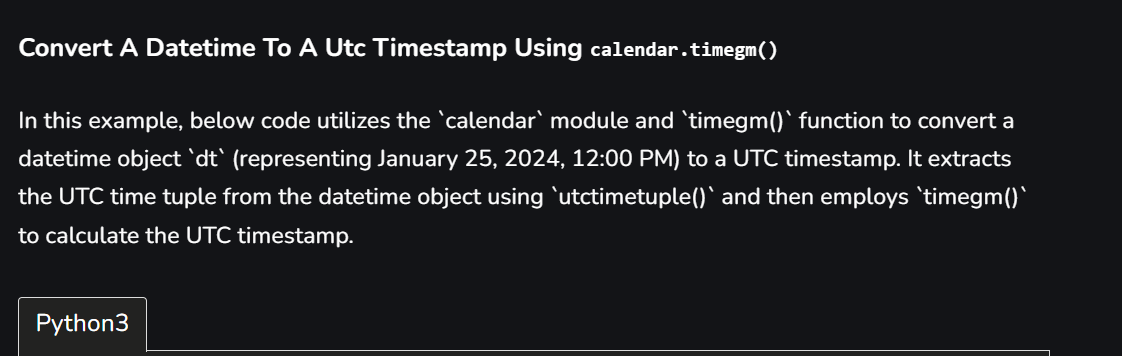 Convert A Datetime To A Utc Timestamp Using calendar.timegm()
In this example, below code utilizes the `calendar` module and `timegm()` function to convert a
datetime object `dt` (representing January 25, 2024, 12:00 PM) to a UTC timestamp. It extracts
the UTC time tuple from the datetime object using `utctimetuple()` and then employs `timegm()`
to calculate the UTC timestamp.
Python3